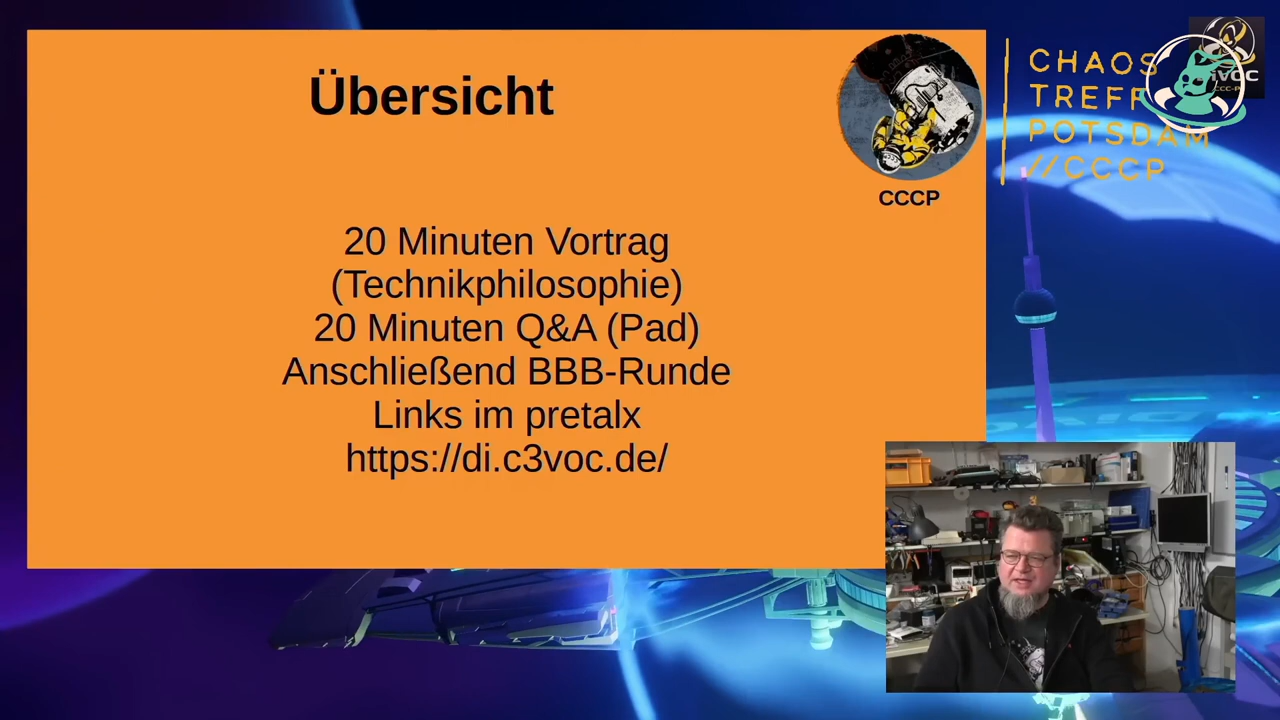 Übersicht
CCCP
20 Minuten Vortrag
(Technikphilosophie)
20 Minuten Q&A (Pad)
Anschließend BBB-Runde
Links im pretalx
https://di.c3voc.de/
CHAOS
TREFF
POTSDAM
//CCCP